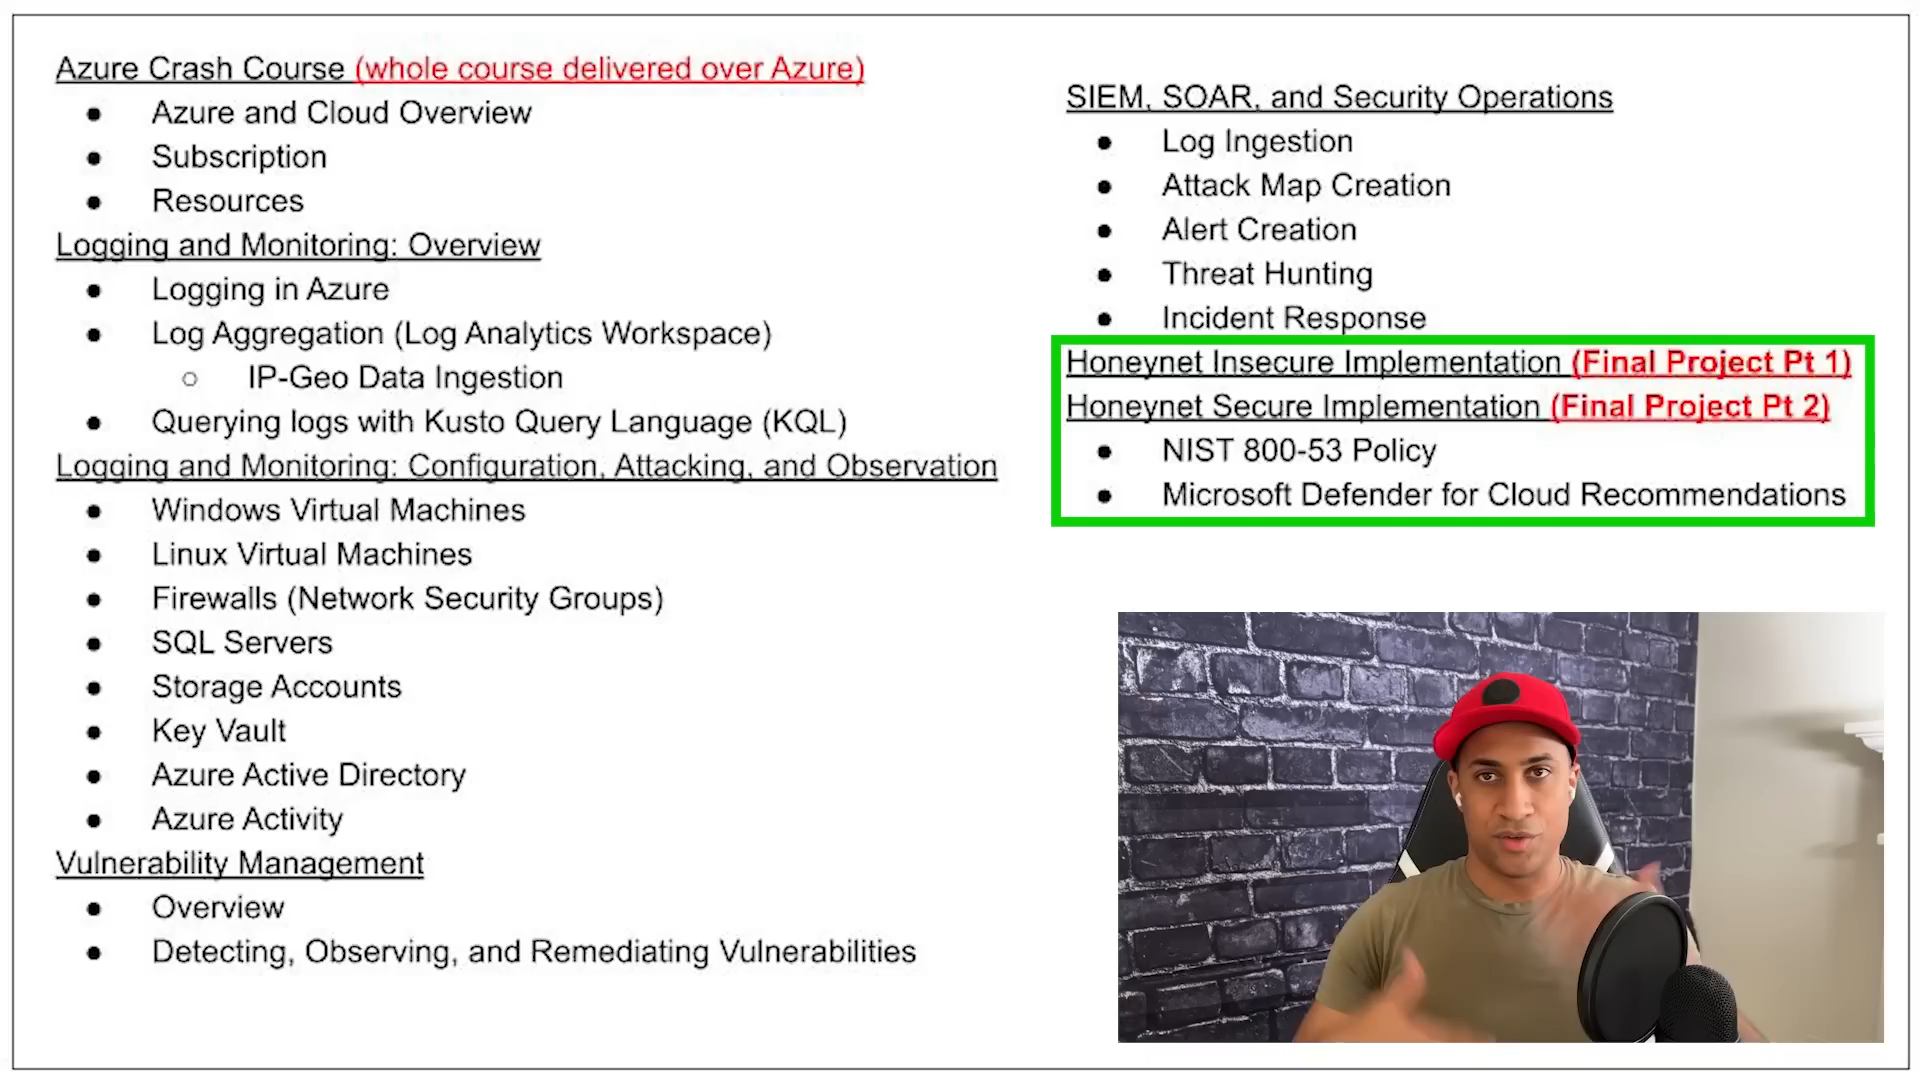 Azure Crash Course (whole course delivered over Azure)
● Azure and Cloud Overview
● Subscription
● Resources
Logging and Monitoring: Overview
● Logging in Azure
● Log Aggregation (Log Analytics Workspace)
○ IP-Geo Data Ingestion
● Querying logs with Kusto Query Language (KQL)
Logging and Monitoring: Configuration, Attacking, and Observation
● Windows Virtual Machines
● Linux Virtual Machines
● Firewalls (Network Security Groups)
● SQL Servers
● Storage Accounts
● Key Vault
● Azure Active Directory
● Azure Activity
Vulnerability Management
● Overview
● Detecting, Observing, and Remediating Vulnerabilities
SIEM, SOAR, and Security Operations
● Log Ingestion
● Attack Map Creation
● Alert Creation
● Threat Hunting
● Incident Response
Honeynet Insecure Implementation (Final Project Pt 1)
Honeynet Secure Implementation (Final Project Pt 2)
● NIST 800-53 Policy
● Microsoft Defender for Cloud Recommendations